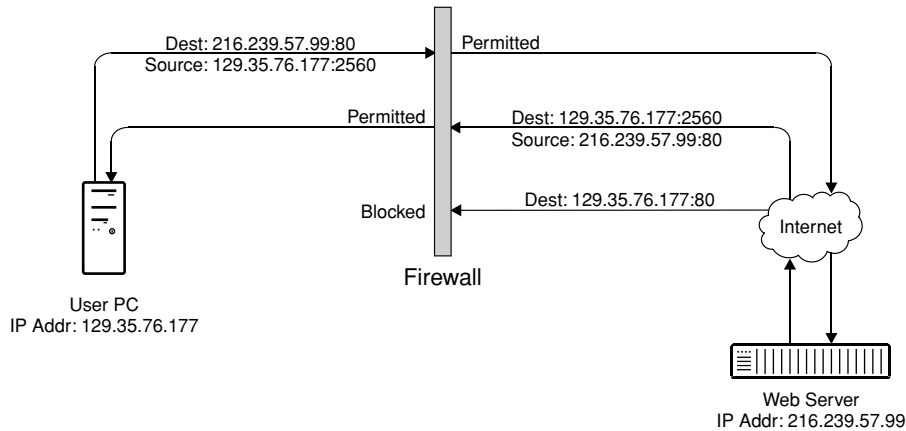 Dest: 216.239.57.99:80
Source: 129.35.76.177:2560
Permitted
Permitted
Dest: 129.35.76.177:2560
Source: 216.239.57.99:80
Blocked
Dest: 129.35.76.177:80
Internet
Firewall
User PC
IP Addr: 129.35.76.177
Web Server
IP Addr: 216.239.57.99